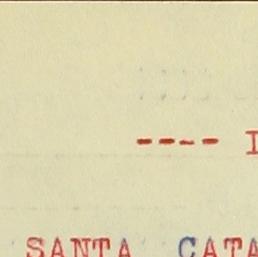 ---- I
SANTA CATA